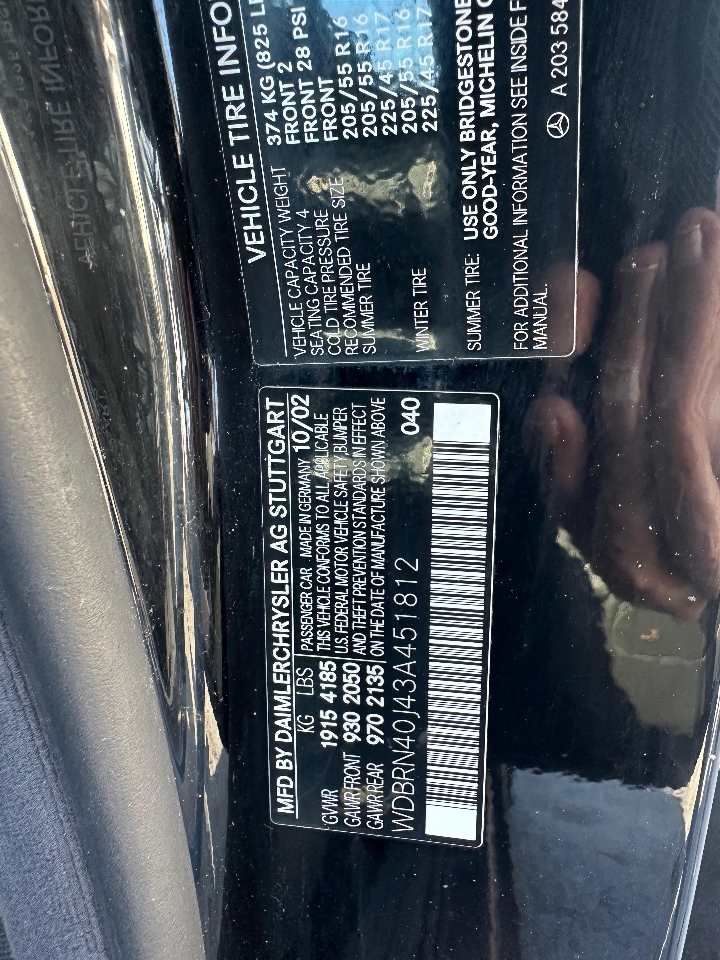 VEHICLE TIRE INFO
VEHICLE CAPACITY WEIGHT 374 KG (825
SEATING CAPACITY 4 FRONT 2
COLD TIRE PRESSURE FRONT 28 PSI
RECOMMENDED TIRE SIZE FRONT
SUMMER TIRE 205/55 R16
205/55 R16
225/45 R17
WINTER TIRE 205/55 R16
225/45 R17
SUMMER TIRE: USE ONLY BRIDGESTONE
GOOD-YEAR, MICHELIN
FOR ADDITIONAL INFORMATION SEE INSIDE
MANUAL.
A 203 584
MFD BY DAIMLERCHRYSLER AG STUTTGART
KG LBS PASSENGER CAR MADE IN GERMANY 10/02
GVWR 1915 4185 THIS VEHICLE CONFORMS TO ALL APPLICABLE
GAWR FRONT 930 2050 U.S. FEDERAL MOTOR VEHICLE SAFETY, BUMPER
GAWR REAR 970 2135 AND THEFT PREVENTION STANDARDS IN EFFECT
ON THE DATE OF MANUFACTURE SHOWN ABOVE
WDBRN40J43A451812 040